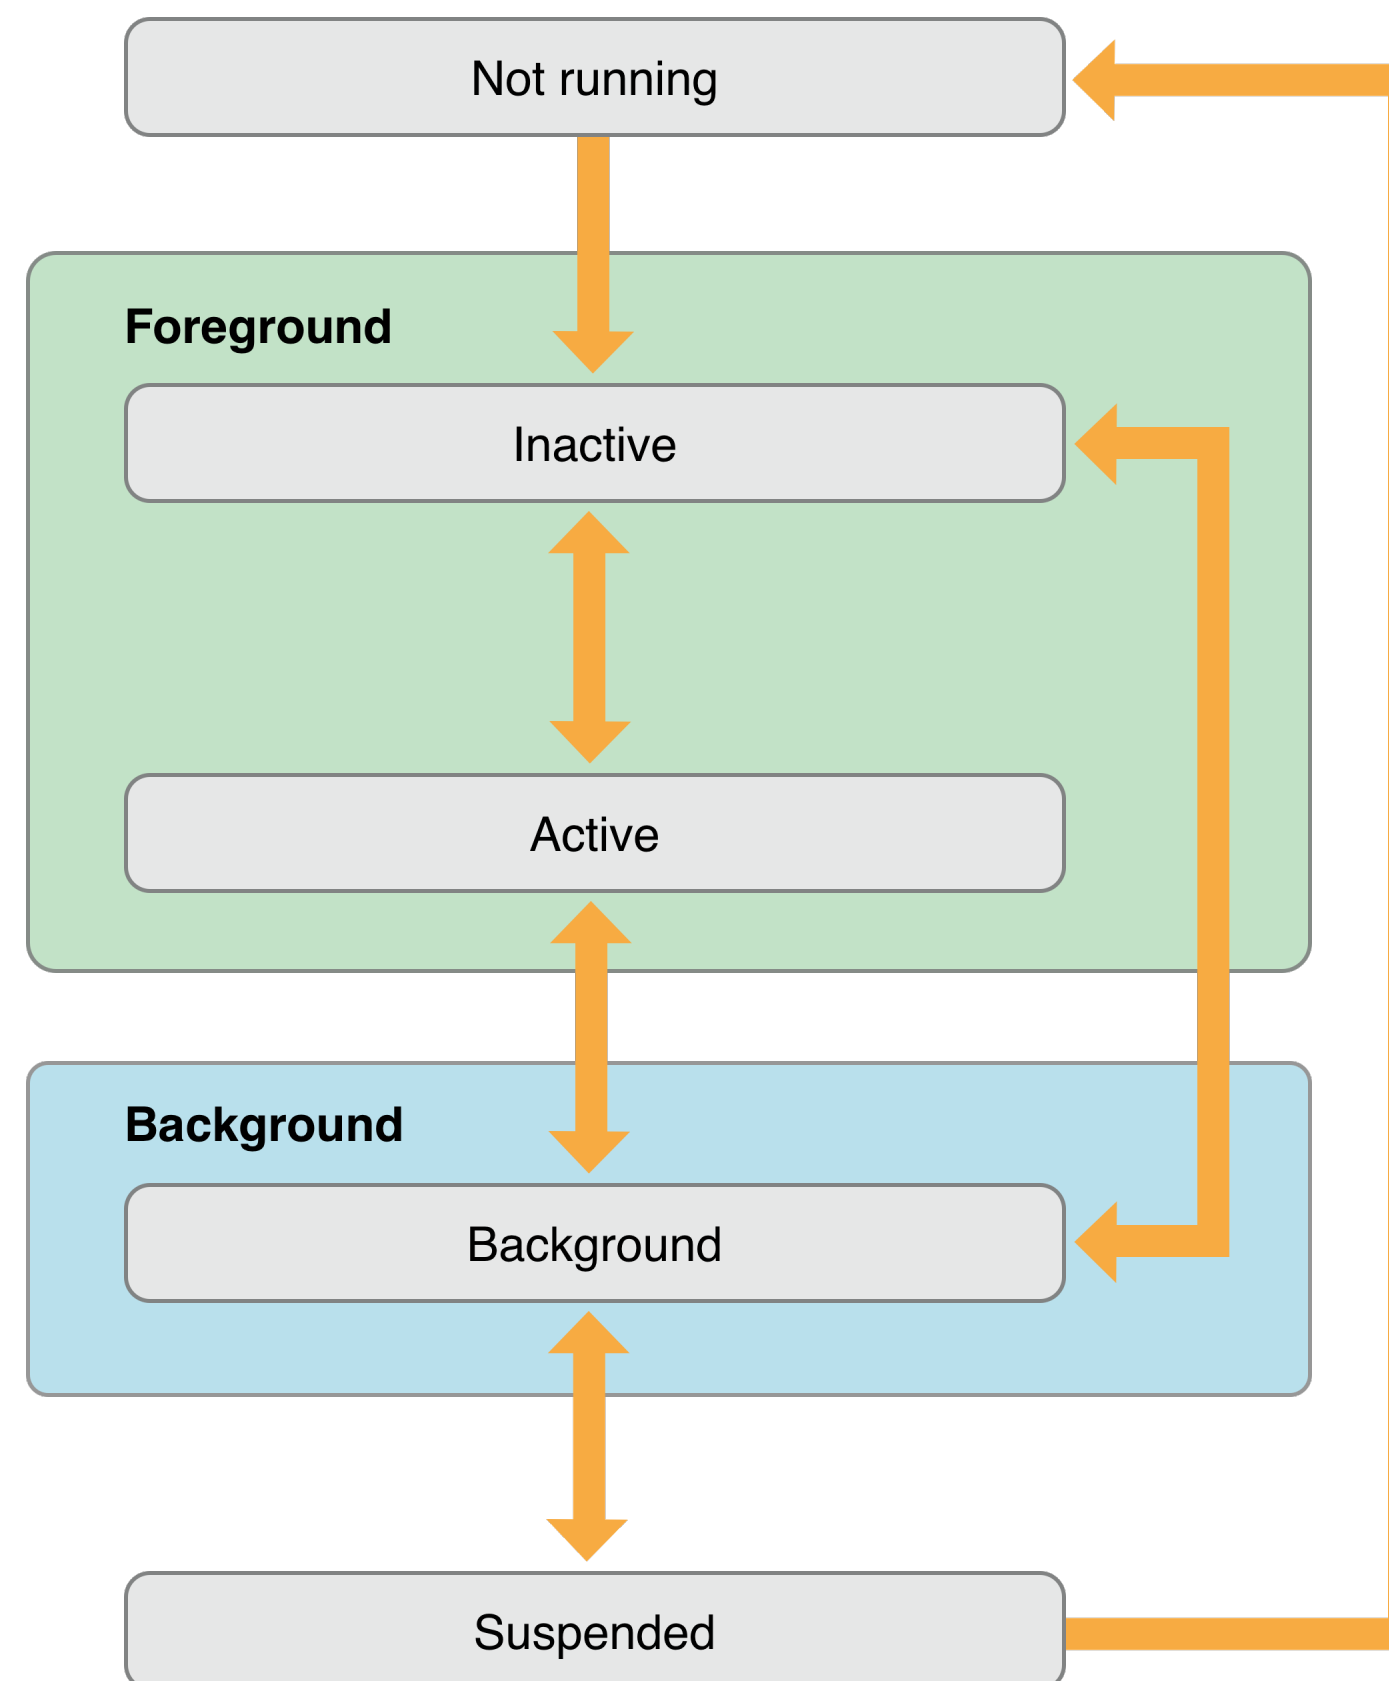 Not running
Foreground
Inactive
Active
Background
Background
Suspended